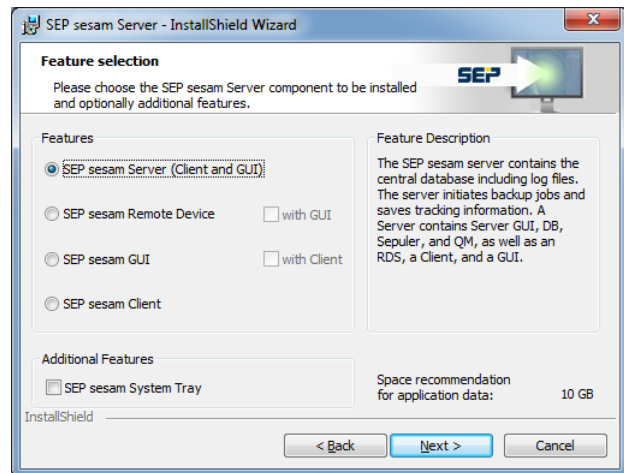 SEP sesam Server - InstallShield Wizard
Feature selection
Please choose the SEP sesam Server component to be installed
and optionally additional features.
SEP
Features
SEP sesam Server (Client and GUI)
SEP sesam Remote Device
with GUI
SEP sesam GUI
with Client
SEP sesam Client
Feature Description
The SEP sesam server contains the
central database including log files.
The server initiates backup jobs and
saves tracking information. A
Server contains Server GUI, DB,
Sepuler, and QM, as well as an
RDS, a Client, and a GUI.
Additional Features
SEP sesam System Tray
Space recommendation
for application data: 10 GB
InstallShield
< Back
Next >
Cancel